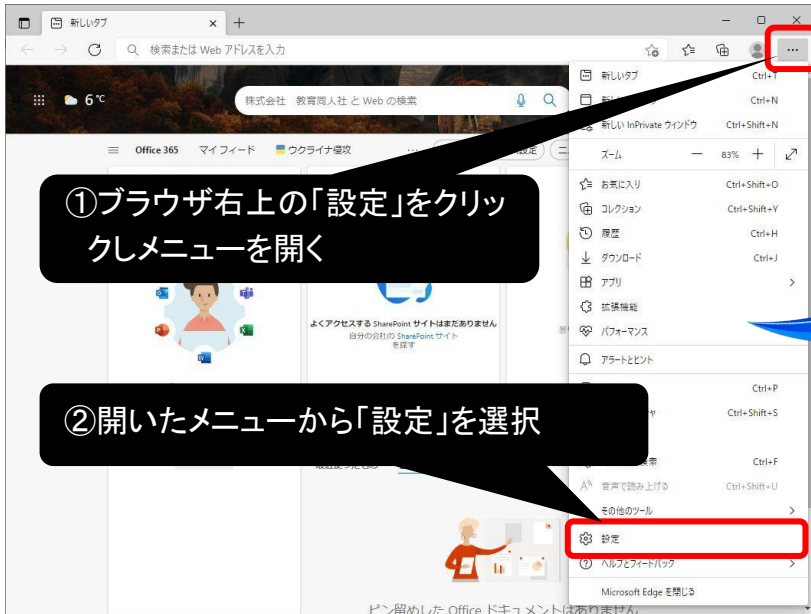 新しいタブ
検索または Web アドレスを入力
6℃
株式会社 教育同人社 と Web の検索
Office 365 マイフィード ウクライナ侵攻 …
新しいタブ Ctrl+T
Ctrl+N
新しい InPrivate ウィンドウ Ctrl+Shift+N
ズーム — 83% +
お気に入り Ctrl+Shift+O
コレクション Ctrl+Shift+Y
履歴 Ctrl+H
ダウンロード Ctrl+J
アプリ
拡張機能
パフォーマンス
アラートとヒント
Ctrl+P
Ctrl+Shift+S
Ctrl+F
音声で読み上げる Ctrl+Shift+U
その他のツール
設定
ヘルプとフィードバック
Microsoft Edge を閉じる
①ブラウザ右上の「設定」をクリッ
クしメニューを開く
よくアクセスする SharePoint サイトはまだありません
自分の会社の SharePoint サイト
を探す
②開いたメニューから「設定」を選択
ピン留めした Office ドキュメントはありません